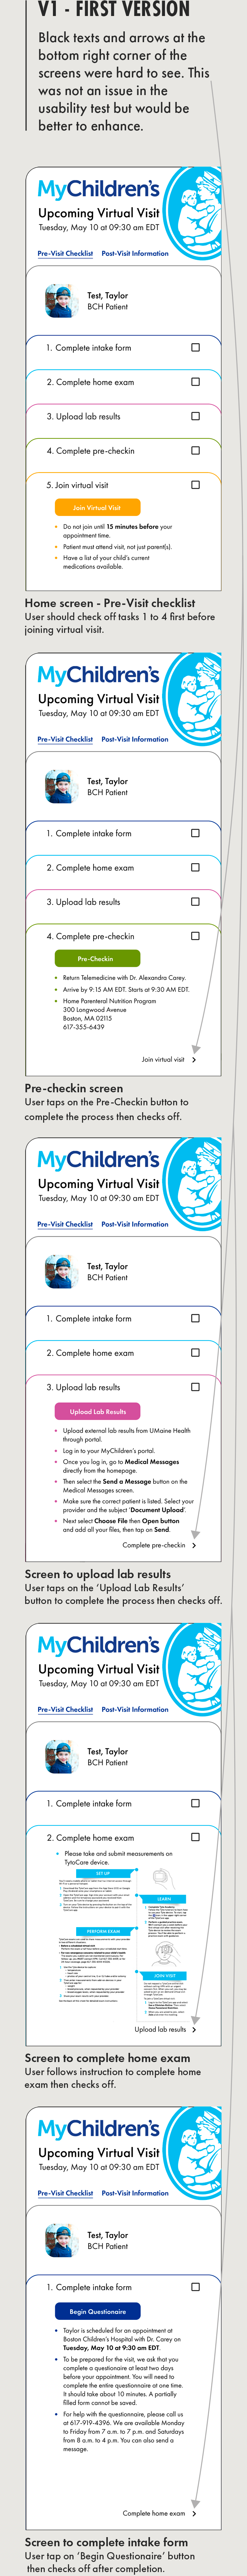 V1 - FIRST VERSION
Black texts and arrows at the
bottom right corner of the
screens were hard to see. This
was not an issue in the
usability test but would be
better to enhance.
MyChildren's
Upcoming Virtual Visit
Tuesday, May 10 at 09:30 am EDT
Pre-Visit Checklist Post-Visit Information
Test, Taylor
BCH Patient
1. Complete intake form
2. Complete home exam
3. Upload lab results
4. Complete pre-checkin
5. Join virtual visit
Join Virtual Visit
Do not join until 15 minutes before your
appointment time.
Patient must attend visit, not just parent(s).
Have a list of your child's current
medications available.
Home screen - Pre-Visit checklist
User should check off tasks 1 to 4 first before
joining virtual visit.
MyChildren's
Upcoming Virtual Visit
Tuesday, May 10 at 09:30 am EDT
Pre-Visit Checklist Post-Visit Information
Test, Taylor
BCH Patient
1. Complete intake form
2. Complete home exam
3. Upload lab results
4. Complete pre-checkin
Pre-Checkin
Return Telemedicine with Dr. Alexandra Carey.
Arrive by 9:15 AM EDT. Starts at 9:30 AM EDT.
Home Parenteral Nutrition Program
300 Longwood Avenue
Boston, MA 02115
617-355-6439
Join virtual visit
Pre-checkin screen
User taps on the Pre-Checkin button to
complete the process then checks off.
MyChildren's
Upcoming Virtual Visit
Tuesday, May 10 at 09:30 am EDT
Pre-Visit Checklist Post-Visit Information
Test, Taylor
BCH Patient
1. Complete intake form
2. Complete home exam
3. Upload lab results
Upload Lab Results
Upload external lab results from UMaine Health
through portal.
Log in to your MyChildren's portal.
Once you log in, go to Medical Messages
directly from the homepage.
Then select the Send a Message button on the
Medical Messages screen.
Make sure the correct patient is listed. Select your
provider and the subject 'Document Upload'.
Next select Choose File then Open button
and add all your files, then tap on Send.
Complete pre-checkin
Screen to upload lab results
User taps on the 'Upload Lab Results'
button to complete the process then checks off.
MyChildren's
Upcoming Virtual Visit
Tuesday, May 10 at 09:30 am EDT
Pre-Visit Checklist Post-Visit Information
Test, Taylor
BCH Patient
1. Complete intake form
2. Complete home exam
Please take and submit measurements on
TytoCare device.
SET UP
LEARN
PERFORM EXAM
JOIN VISIT
Upload lab results
Screen to complete home exam
User follows instruction to complete home
exam then checks off.
MyChildren's
Upcoming Virtual Visit
Tuesday, May 10 at 09:30 am EDT
Pre-Visit Checklist Post-Visit Information
Test, Taylor
BCH Patient
1. Complete intake form
Begin Questionaire
Taylor is scheduled for an appointment at
Boston Children's Hospital with Dr. Carey on
Tuesday, May 10 at 9:30 am EDT.
To be prepared for the visit, we ask that you
complete a questionaire at least two days
before your appointment. You will need to
complete the entire questionaire at one time.
It should take about 10 minutes. A partially
filled form cannot be saved.
For help with the questionnaire, please call us
at 617-919-4396. We are available Monday
to Friday from 7 a.m. to 7 p.m. and Saturdays
from 8 a.m. to 4 p.m. You can also send a
message.
Complete home exam
Screen to complete intake form
User tap on 'Begin Questionaire' button
then checks off after completion.